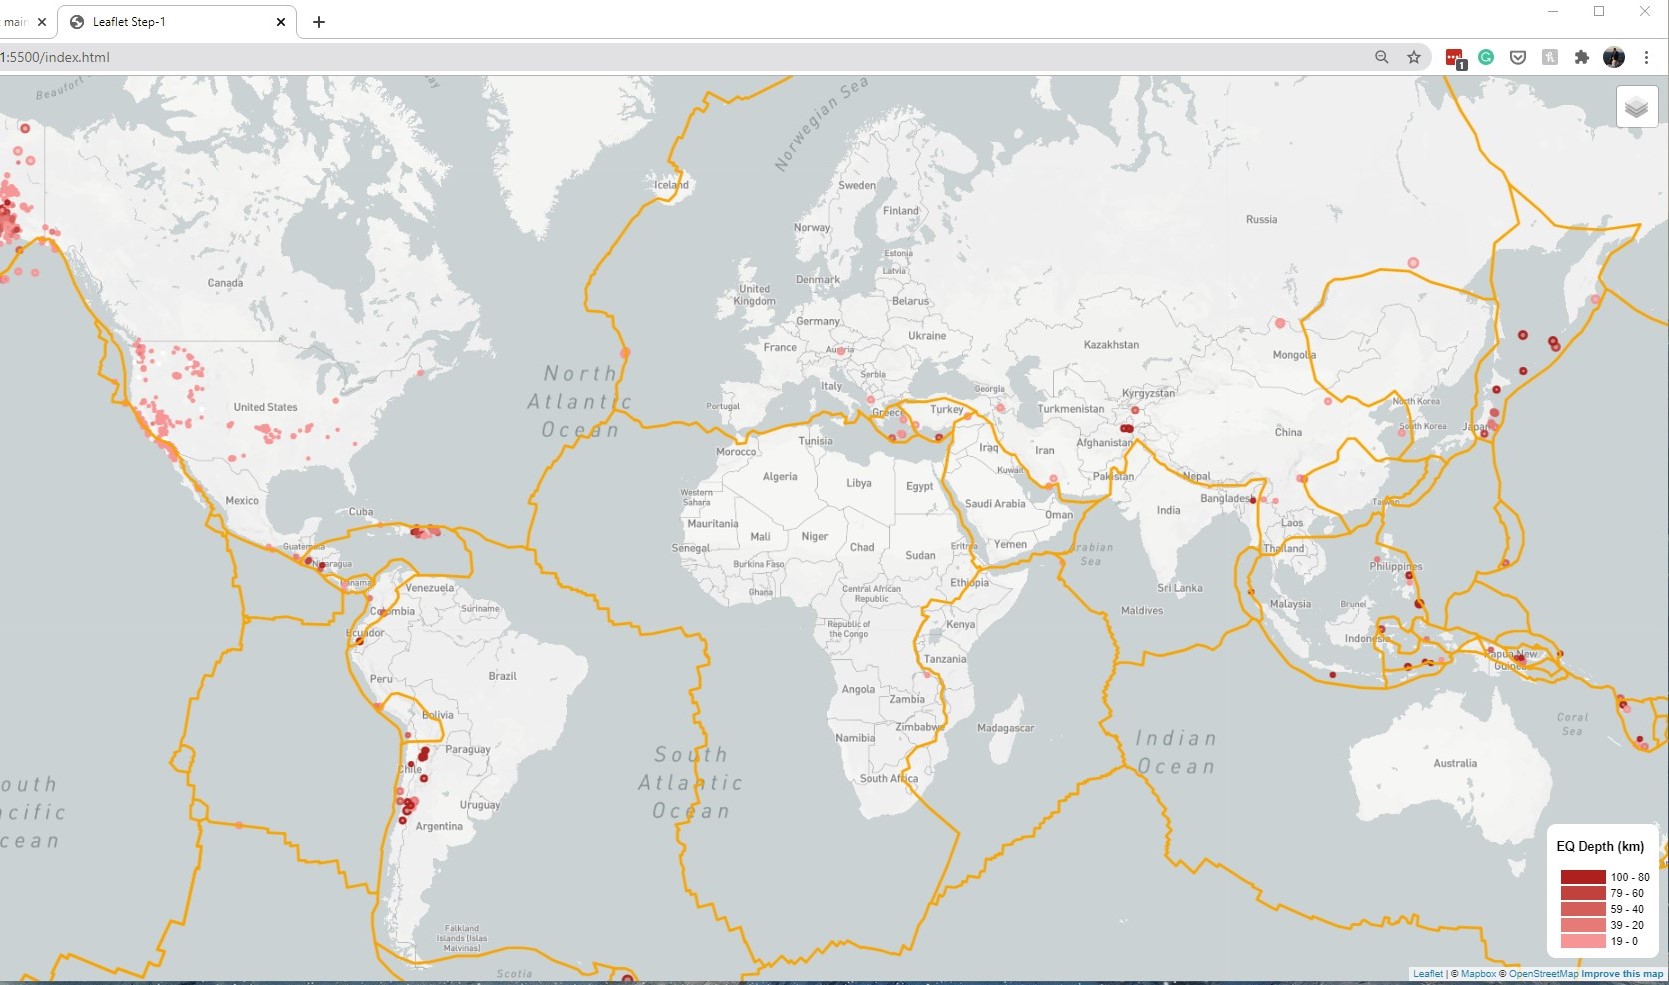 main
Leaflet Step-1
1:5500/index.html
1
Beaufort
Norwegian Sea
Iceland
Sweden
Finland
Norway
Russia
Estonia
Latvia
Denmark
Canada
United
Kingdom
Belarus
Germany
Ukraine
France
Austria
Kazakhstan
Mongolia
North
Atlantic
Ocean
Serbia
Italy
Georgia
Kyrgyzstan
United States
Portugal
Greece
Turkey
Turkmenistan
North Korea
South Korea
Japan
China
Tunisia
Morocco
Iraq
Iran
Afghanistan
Kuwait
Pakistan
Nepal
Algeria
Libya
Egypt
Mexico
Western
Sahara
Saudi Arabia
Bangladesh
Taiwan
Cuba
Mauritania
Mali
Niger
Chad
Oman
India
Laos
Senegal
Sudan
Eritrea
Yemen
Arabian
Sea
Thailand
Guatemala
Nicaragua
Burkina Faso
Philippines
Panama
Venezuela
Ghana
Central African
Republic
Ethiopia
Sri Lanka
Colombia
Suriname
Maldives
Malaysia
Brunei
Republic of
the Congo
Kenya
Ecuador
Indonesia
Tanzania
Papua New
Guinea
Peru
Brazil
Angola
Zambia
Bolivia
Zimbabwe
Madagascar
Coral
Sea
Namibia
Paraguay
Indian
Ocean
South
Atlantic
Ocean
Chile
Australia
South Africa
outh
acific
cean
Uruguay
Argentina
Falkland
Islands (Islas
Malvinas)
Scotia
EQ Depth (km)
100 - 80
79 - 60
59 - 40
39 - 20
19 - 0
Leaflet | © Mapbox © OpenStreetMap Improve this map